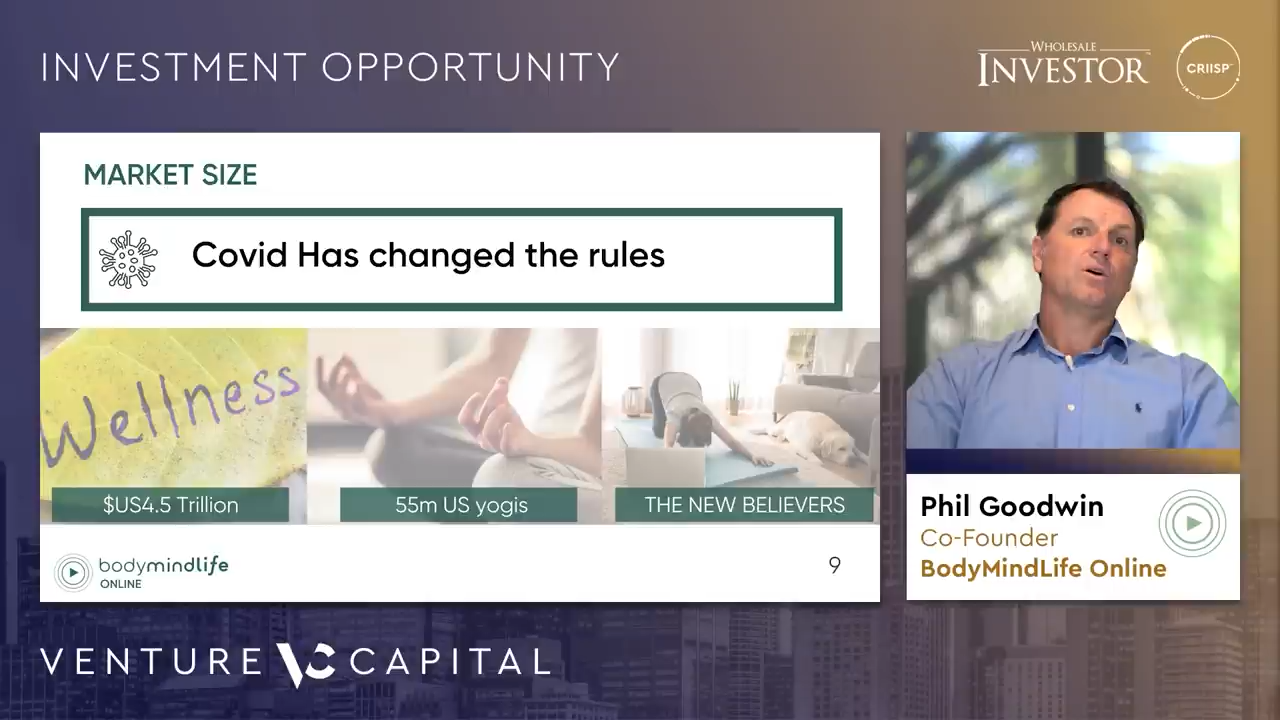 INVESTMENT OPPORTUNITY
WHOLESALE
INVESTOR
CRIISP
MARKET SIZE
Covid Has changed the rules
Wellness
$US4.5 Trillion
55m US yogis
THE NEW BELIEVERS
bodymindlife
ONLINE
9
Phil Goodwin
Co-Founder
BodyMindLife Online
VENTURE VC CAPITAL